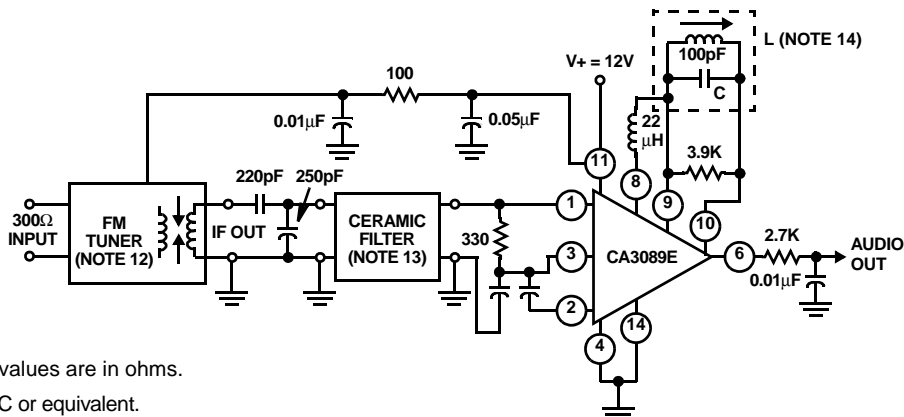 L (NOTE 14)
100pF
C
V+ = 12V
100
0.01µF
0.05µF
22
µH
3.9K
11
8
9
10
220pF
250pF
300Ω
INPUT
FM
TUNER
(NOTE 12)
IF OUT
CERAMIC
FILTER
(NOTE 13)
330
1
3
2
CA3089E
6
2.7K
AUDIO
OUT
0.01µF
4
14
values are in ohms.
C or equivalent.